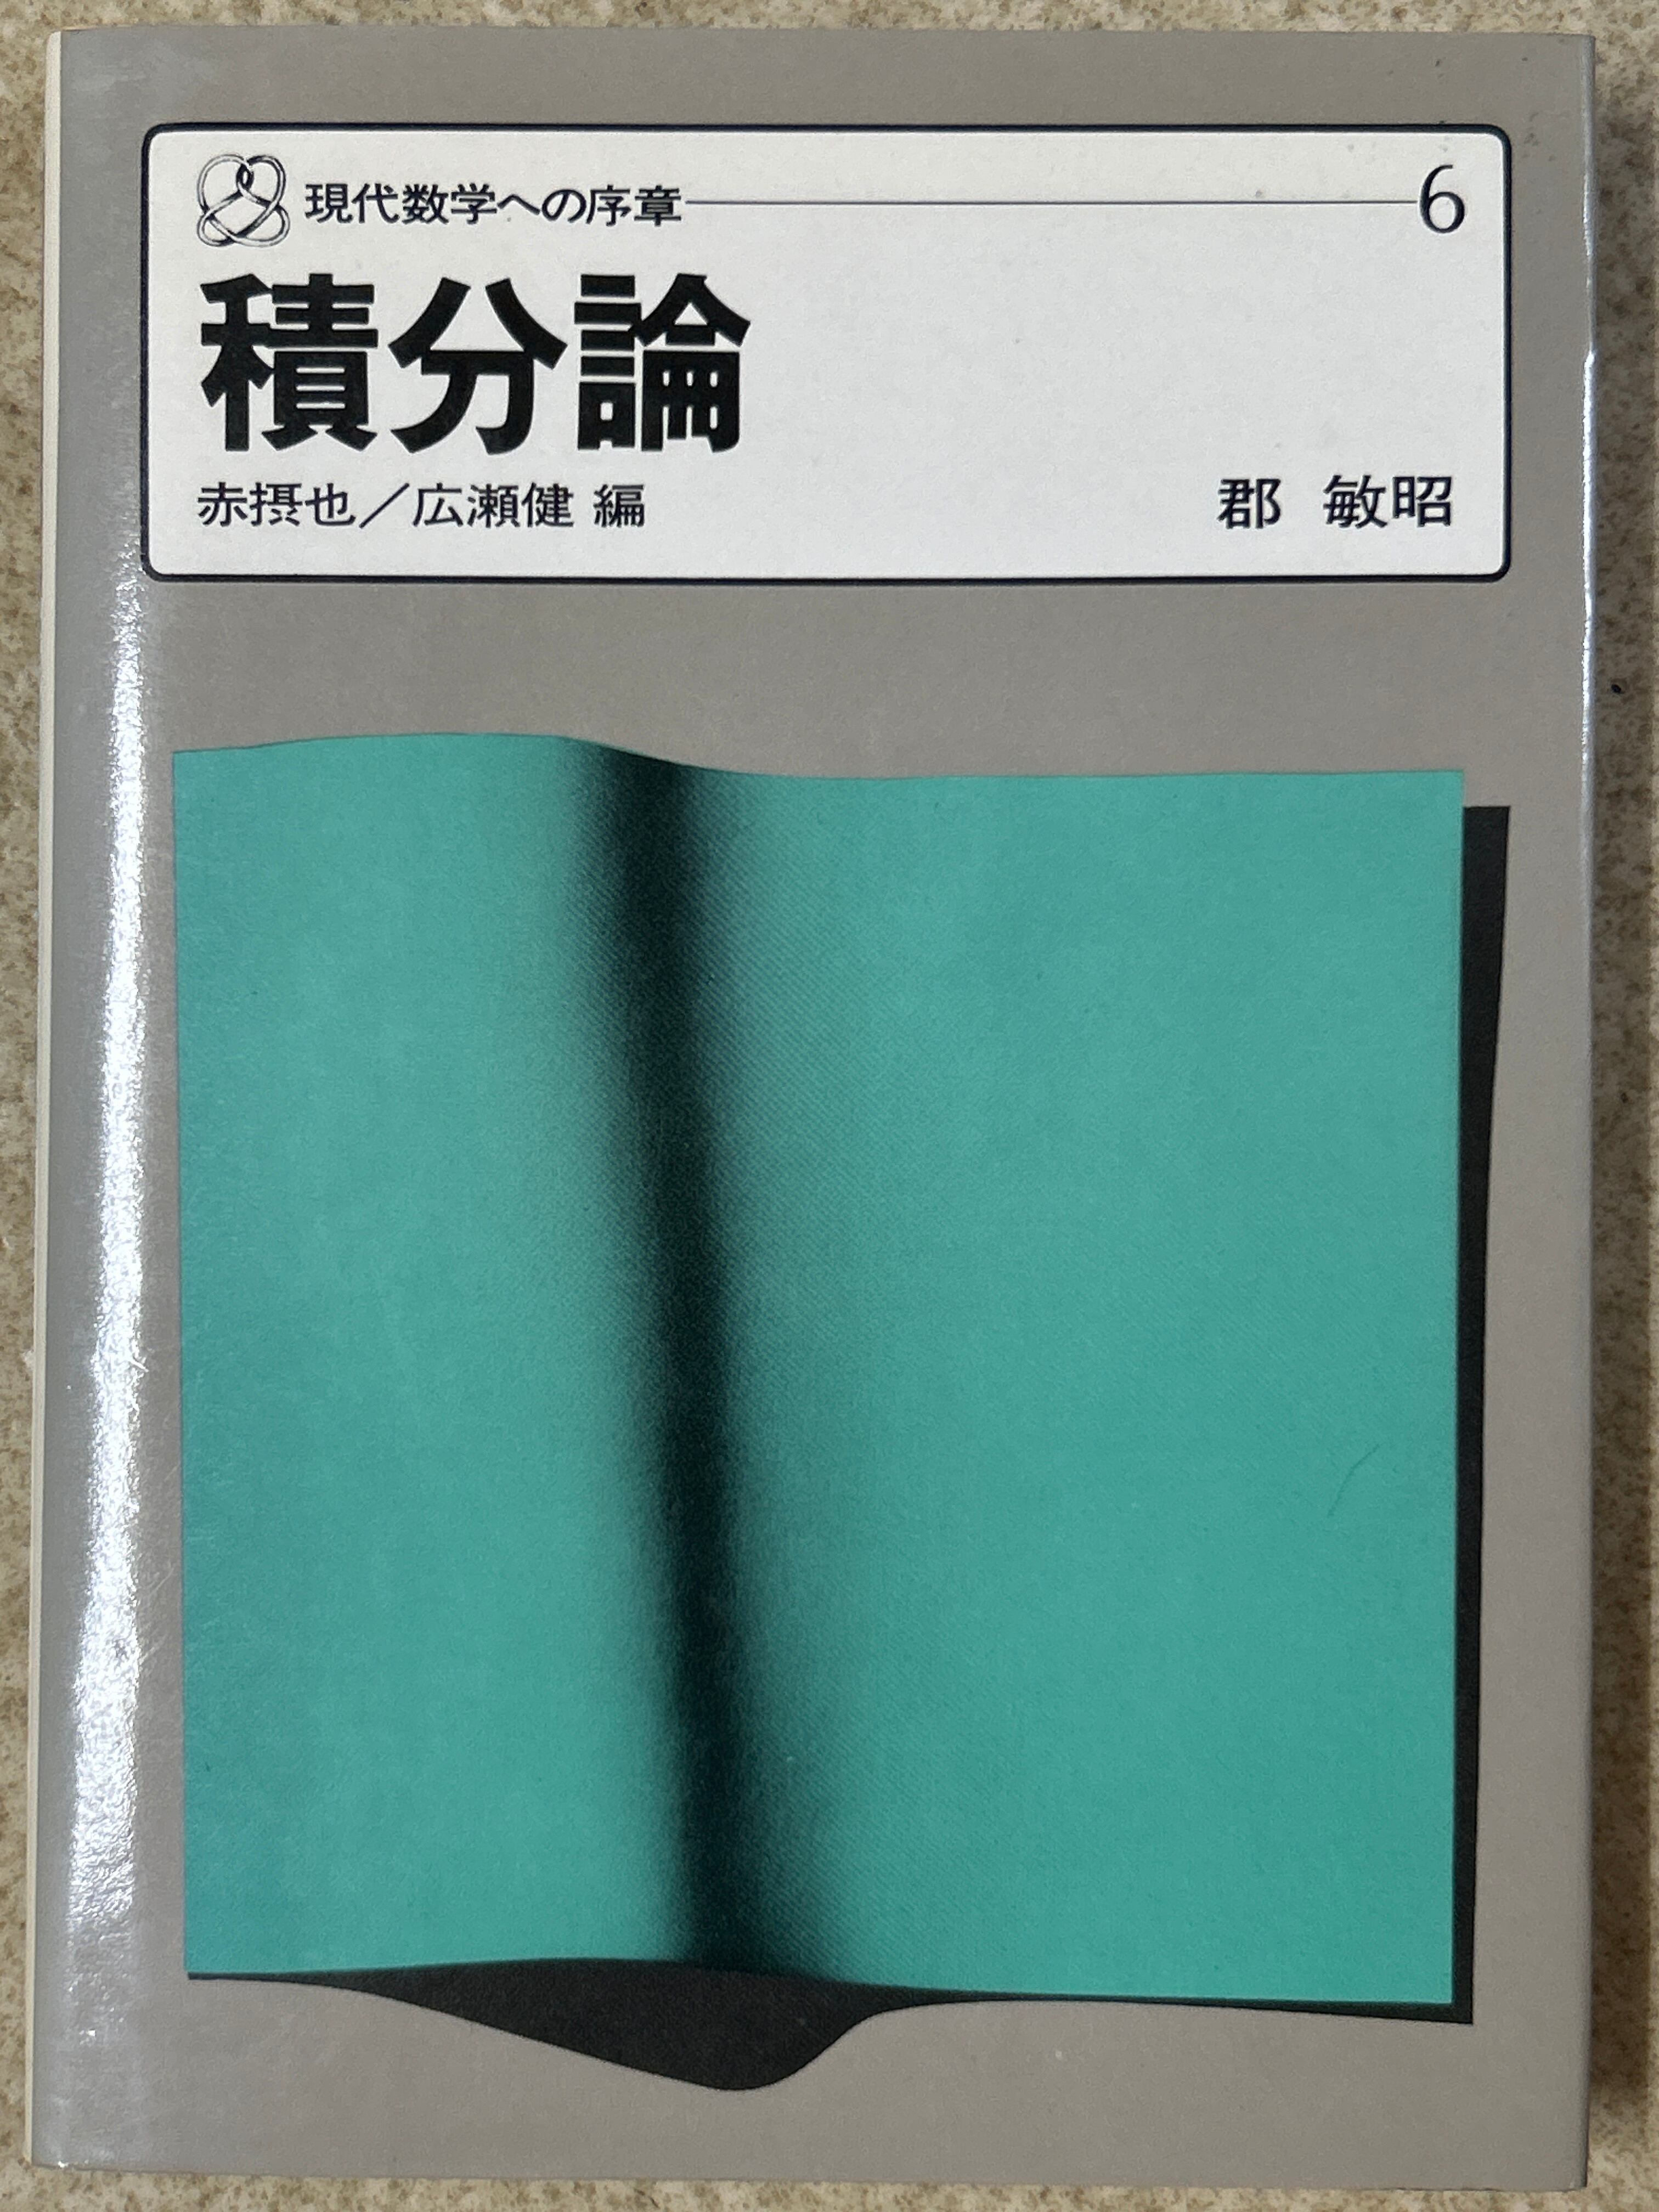 現代数学への序章 6
積分論
赤摂也／広瀬健 編 郡 敏昭